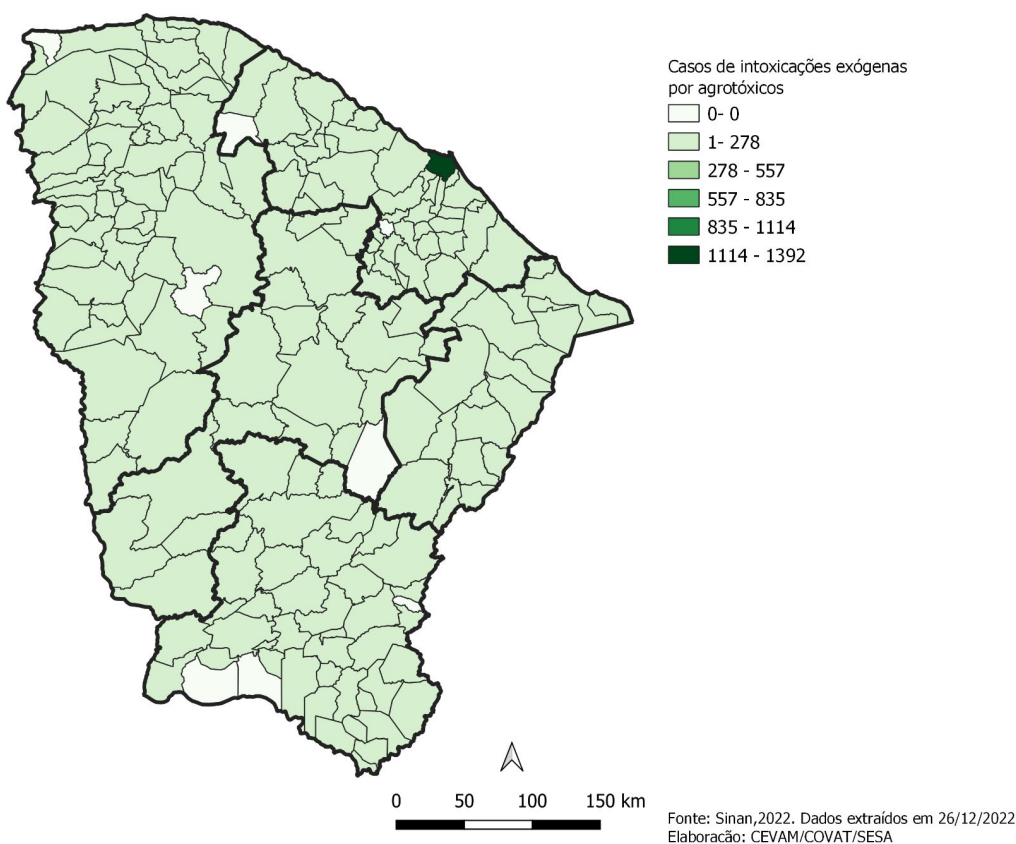 Casos de intoxicações exógenas
por agrotóxicos
0- 0
1- 278
278 - 557
557 - 835
835 - 1114
1114 - 1392
0 50 100 150 km
Fonte: Sinan,2022. Dados extraídos em 26/12/2022
Elaboracão: CEVAM/COVAT/SESA